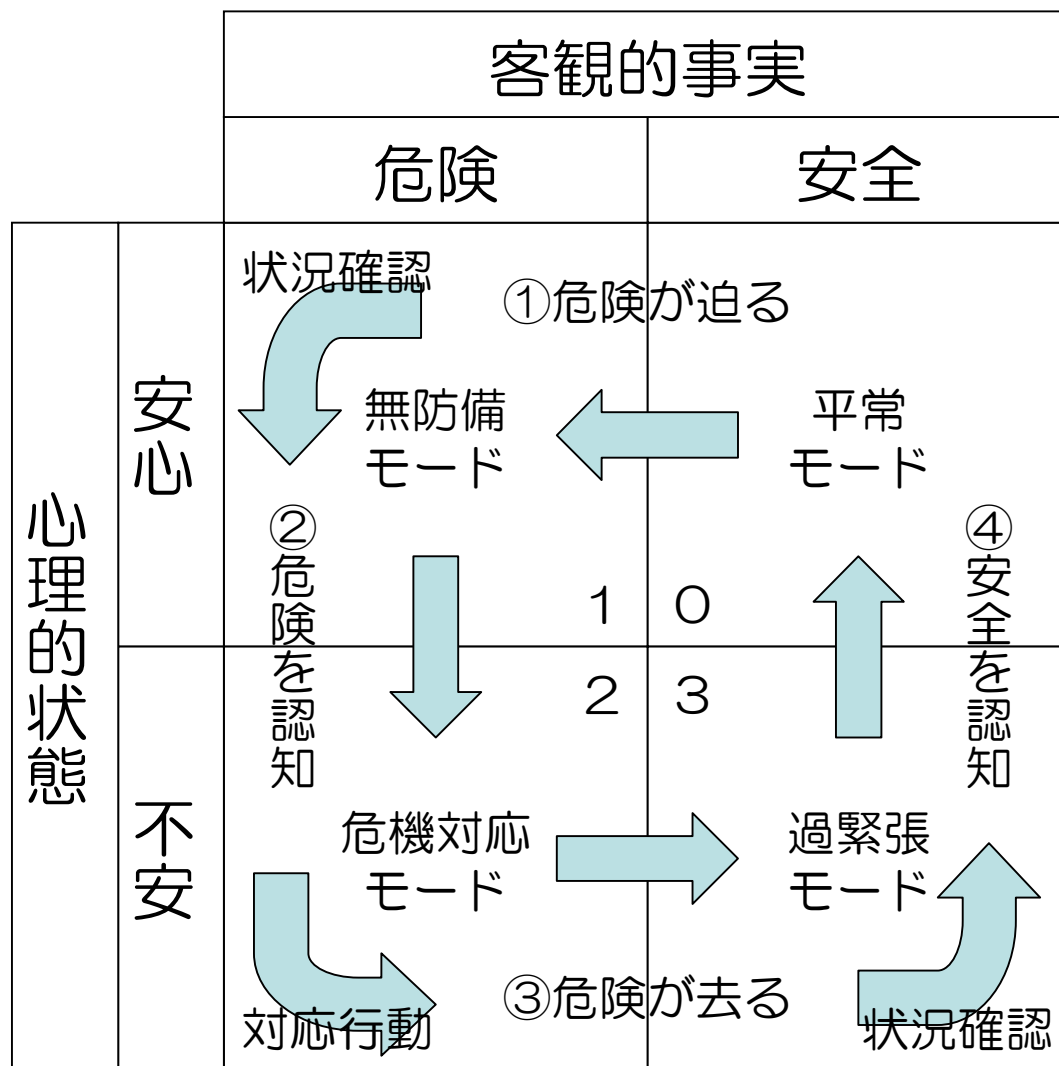 客観的事実
危険
安全
心理的状態
安心
不安
状況確認
①危険が迫る
無防備
モード
平常
モード
②危険を認知
④安全を認知
1
0
2
3
危機対応
モード
過緊張
モード
③危険が去る
対応行動
状況確認